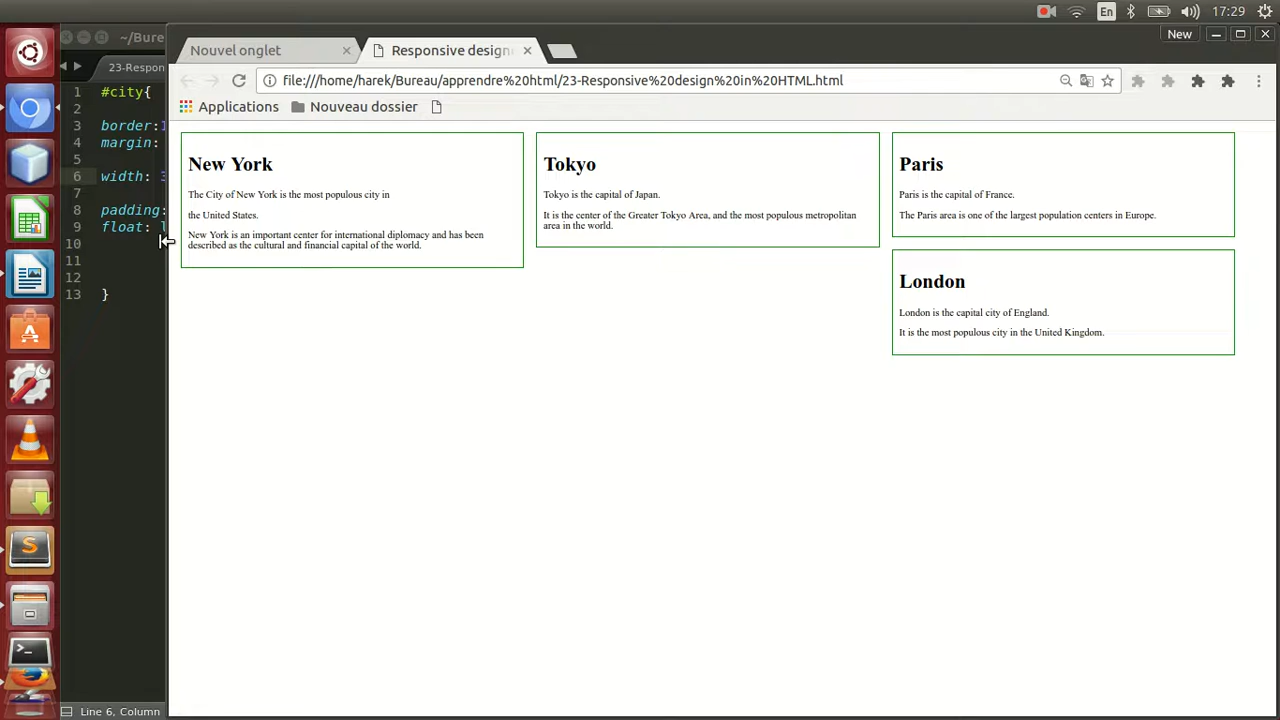 En
17:29
~/Bure
New
Nouvel onglet
Responsive design
23-Respon
file:///home/harek/Bureau/apprendre%20html/23-Responsive%20design%20in%20HTML.html
Applications
Nouveau dossier
1 #city{
2
3 border:1
4 margin:
5
6 width: 3
7
8 padding:
9 float: l
10
11
12
13 }
New York
The City of New York is the most populous city in
the United States.
New York is an important center for international diplomacy and has been
described as the cultural and financial capital of the world.
Tokyo
Tokyo is the capital of Japan.
It is the center of the Greater Tokyo Area, and the most populous metropolitan
area in the world.
Paris
Paris is the capital of France.
The Paris area is one of the largest population centers in Europe.
London
London is the capital city of England.
It is the most populous city in the United Kingdom.
Line 6, Column